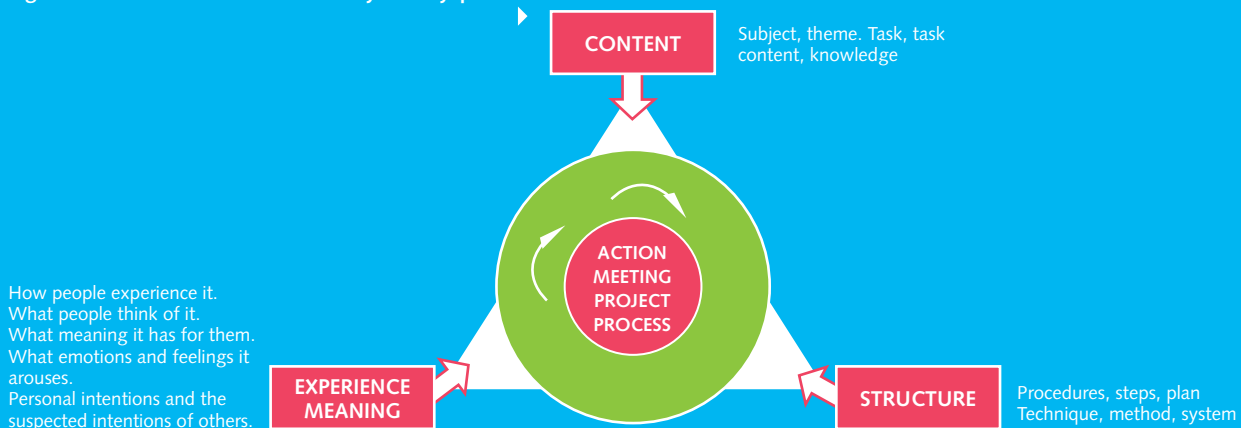 CONTENT
Subject, theme. Task, task
content, knowledge
ACTION
MEETING
PROJECT
PROCESS
How people experience it.
What people think of it.
What meaning it has for them.
What emotions and feelings it
arouses.
Personal intentions and the
suspected intentions of others.
EXPERIENCE
MEANING
STRUCTURE
Procedures, steps, plan
Technique, method, system